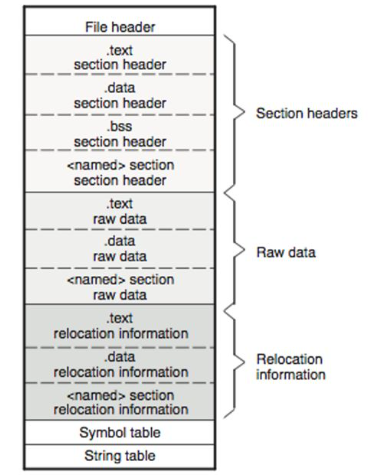 File header
.text
section header
.data
section header
.bss
section header
<named> section
section header
Section headers
.text
raw data
.data
raw data
<named> section
raw data
Raw data
.text
relocation information
.data
relocation information
<named> section
relocation information
Relocation
information
Symbol table
String table